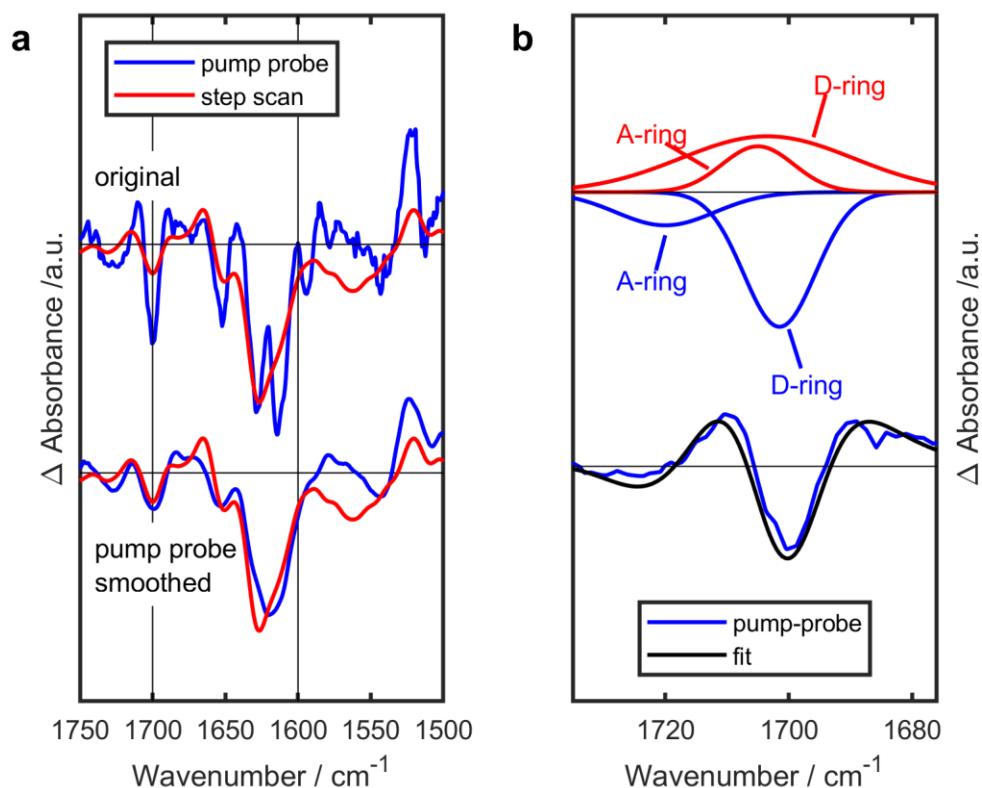 a
pump probe
step scan
original
pump probe
smoothed
Δ Absorbance /a.u.
1750 1700 1650 1600 1550 1500
Wavenumber / cm⁻¹
b
D-ring
A-ring
A-ring
D-ring
pump-probe
fit
Δ Absorbance /a.u.
1720 1700 1680
Wavenumber / cm⁻¹